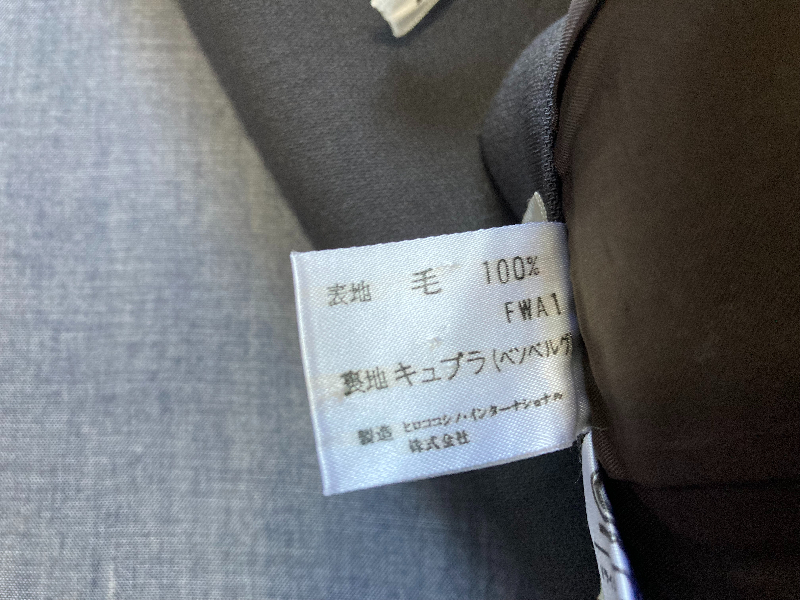 表地 毛 100%
FWA1
裏地 キュプラ(ベンベルグ)
製造 ヒロココシノ・インターナショナル
株式会社